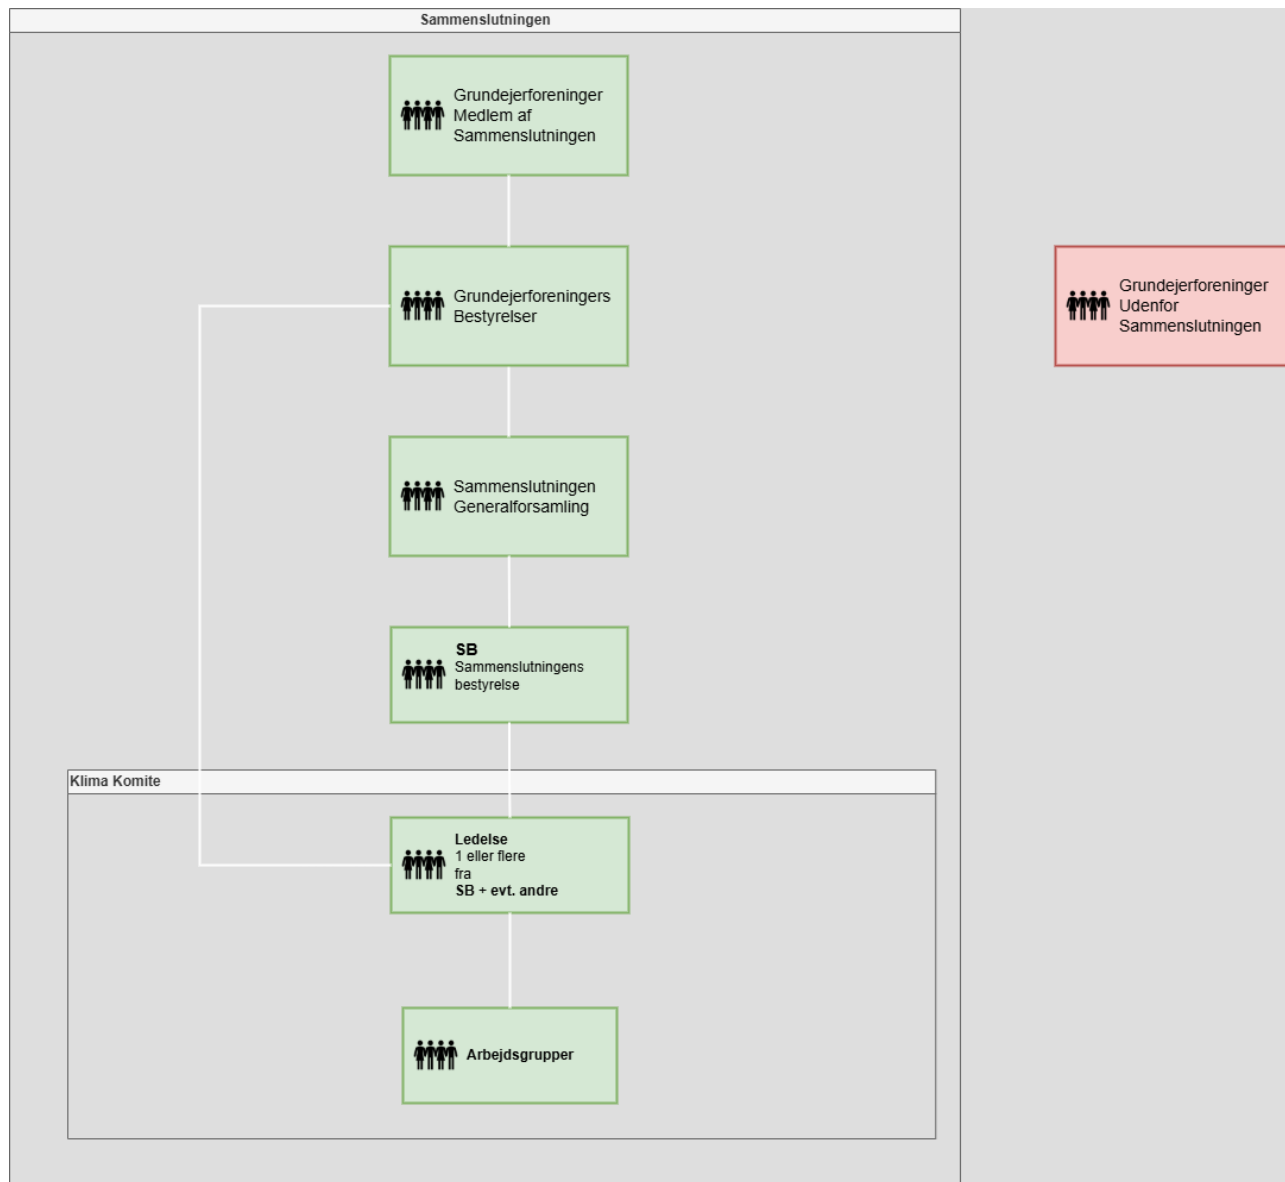 Sammenslutningen
Grundejerforeninger
Medlem af
Sammenslutningen
Grundejerforeningers
Bestyrelser
Grundejerforeninger
Udenfor
Sammenslutningen
Sammenslutningen
Generalforsamling
SB
Sammenslutningens
bestyrelse
Klima Komite
Ledelse
1 eller flere
fra
SB + evt. andre
Arbejdsgrupper